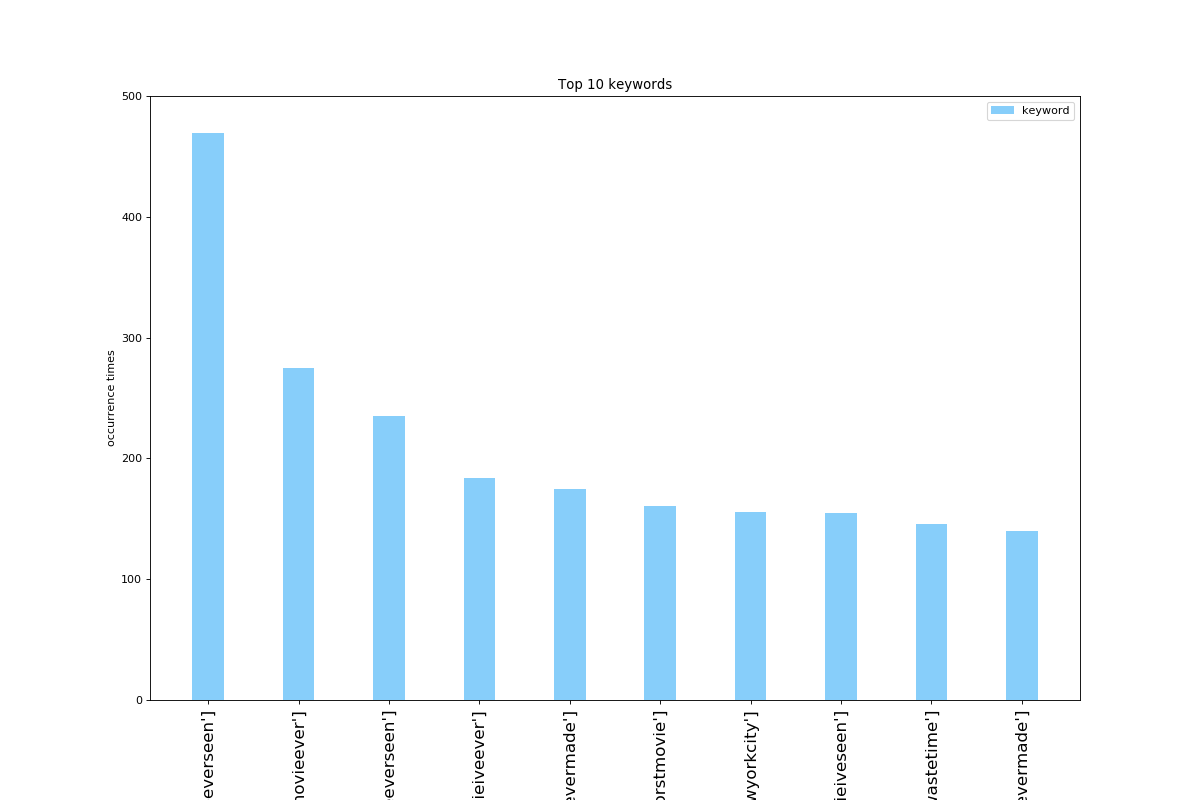 Top 10 keywords
keyword
occurrence times
500
400
300
200
100
0
everseen']
novieever']
everseen']
ieiveever']
evermade']
orstmovie']
wyorkcity']
ieiveseen']
wastetime']
evermade']